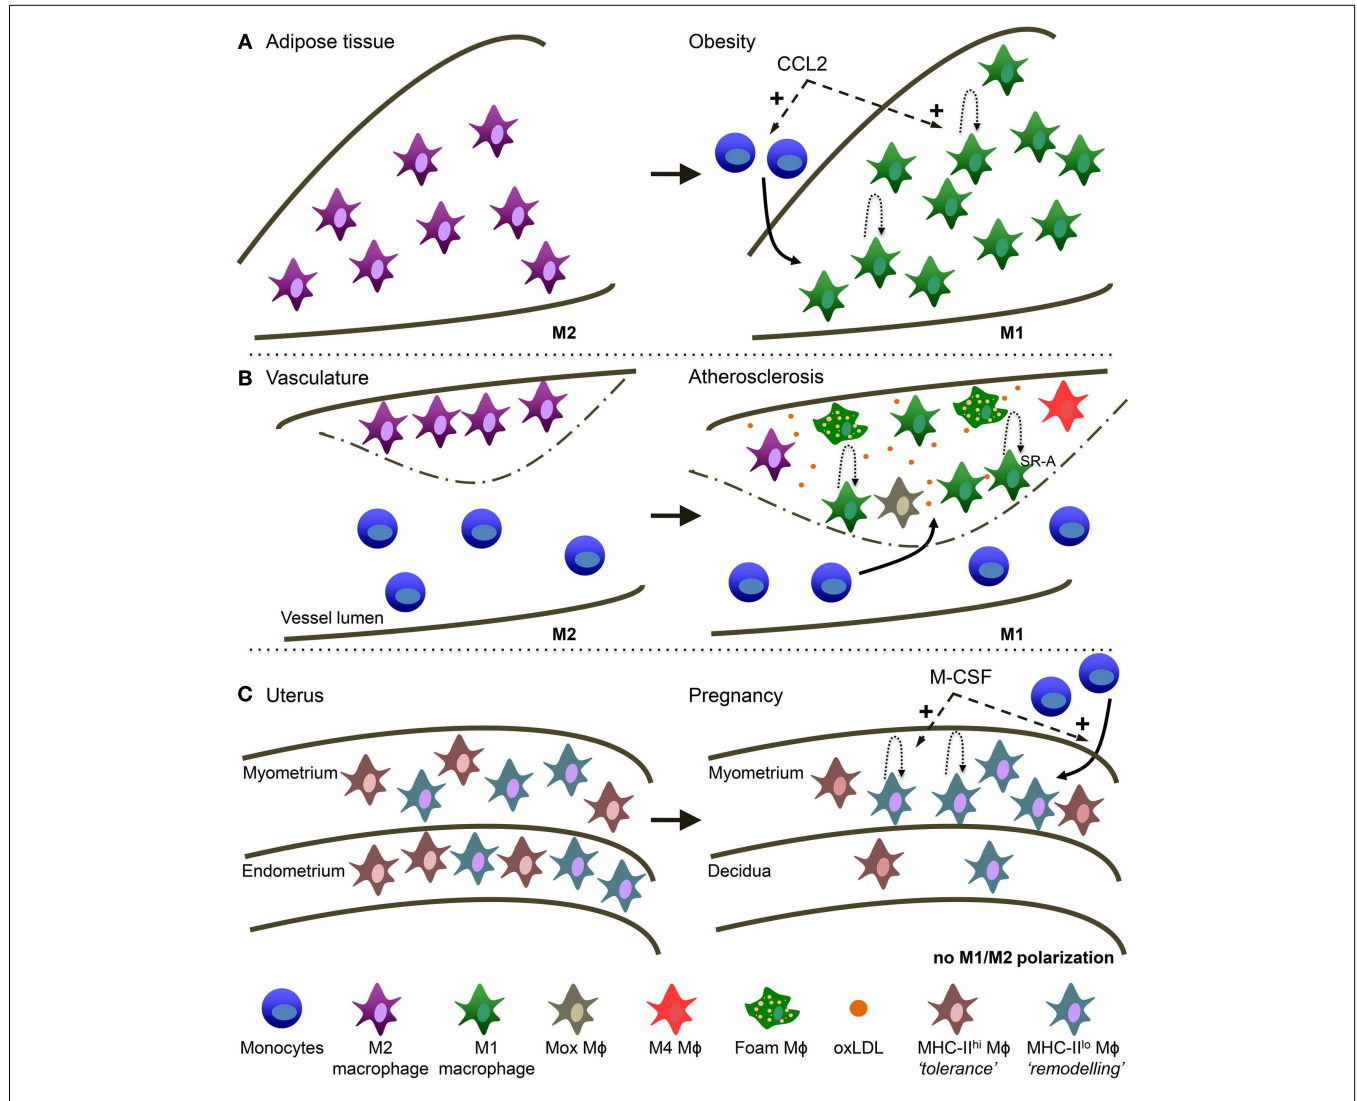 A Adipose tissue
Obesity
CCL2
+
+
M2
M1
B Vasculature
Atherosclerosis
SR-A
Vessel lumen
M2
M1
C Uterus
Pregnancy
M-CSF
+
+
Myometrium
Myometrium
Endometrium
Decidua
no M1/M2 polarization
Monocytes
M2
macrophage
M1
macrophage
Mox Mϕ
M4 Mϕ
Foam Mϕ
oxLDL
MHC-IIʰⁱ Mϕ
‘tolerance’
MHC-IIˡᵒ Mϕ
‘remodelling’